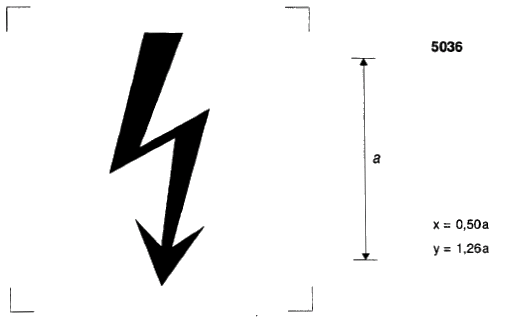 5036
a
x = 0,50a
y = 1,26a